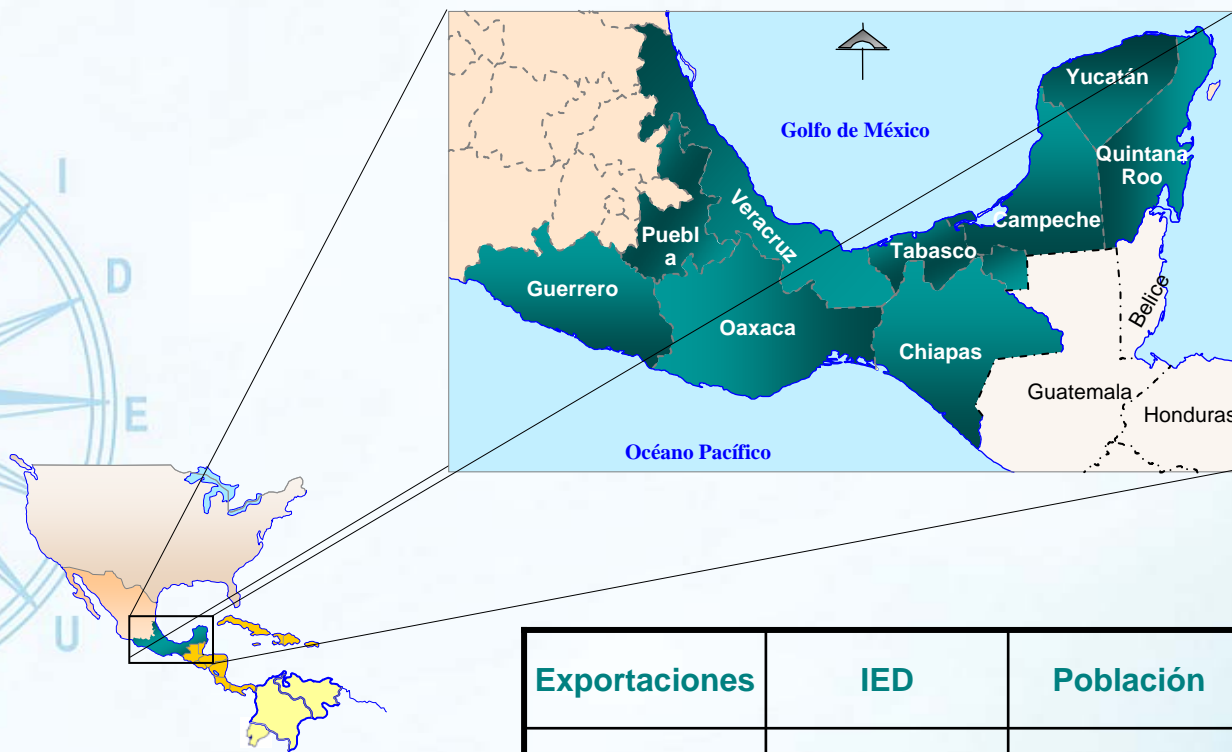 Yucatán
Golfo de México
Quintana
Roo
Veracruz
Campeche
Puebl
a
Tabasco
Guerrero
Belice
Oaxaca
Chiapas
Guatemala
Honduras
Océano Pacífico
I
D
E
U
Exportaciones
IED
Población